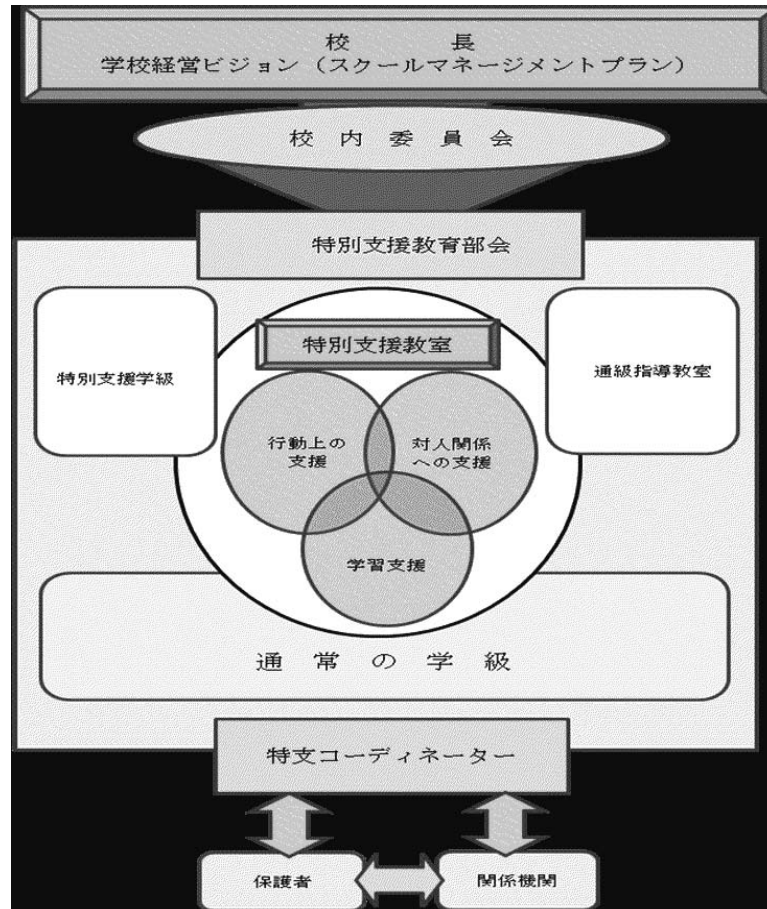 校長
学校経営ビジョン（スクールマネージメントプラン）
校内委員会
特別支援教育部会
特別支援学級
特別支援教室
通級指導教室
行動上の
支援
対人関係
への支援
学習支援
通常の学級
特支コーディネーター
保護者
関係機関